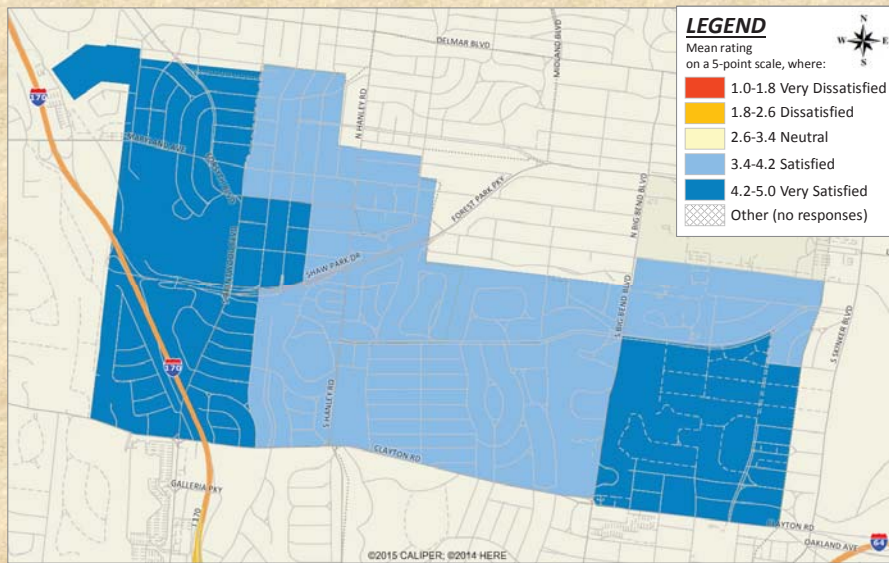 LEGEND
N
W E
S
Mean rating
on a 5-point scale, where:
1.0-1.8 Very Dissatisfied
1.8-2.6 Dissatisfied
2.6-3.4 Neutral
3.4-4.2 Satisfied
4.2-5.0 Very Satisfied
Other (no responses)
DELMAR BLVD
MIDLAND BLVD
170
N HANLEY RD
MARYLAND AVE
FOREST PARK PKY
N BIG BEND BLVD
SHAW PARK DR
S BIG BEND BLVD
S SKINKER BLVD
170
S HANLEY RD
CLAYTON RD
GALLERIA PKY
I 170
CLAYTON RD
OAKLAND AVE
64
©2015 CALIPER; ©2014 HERE